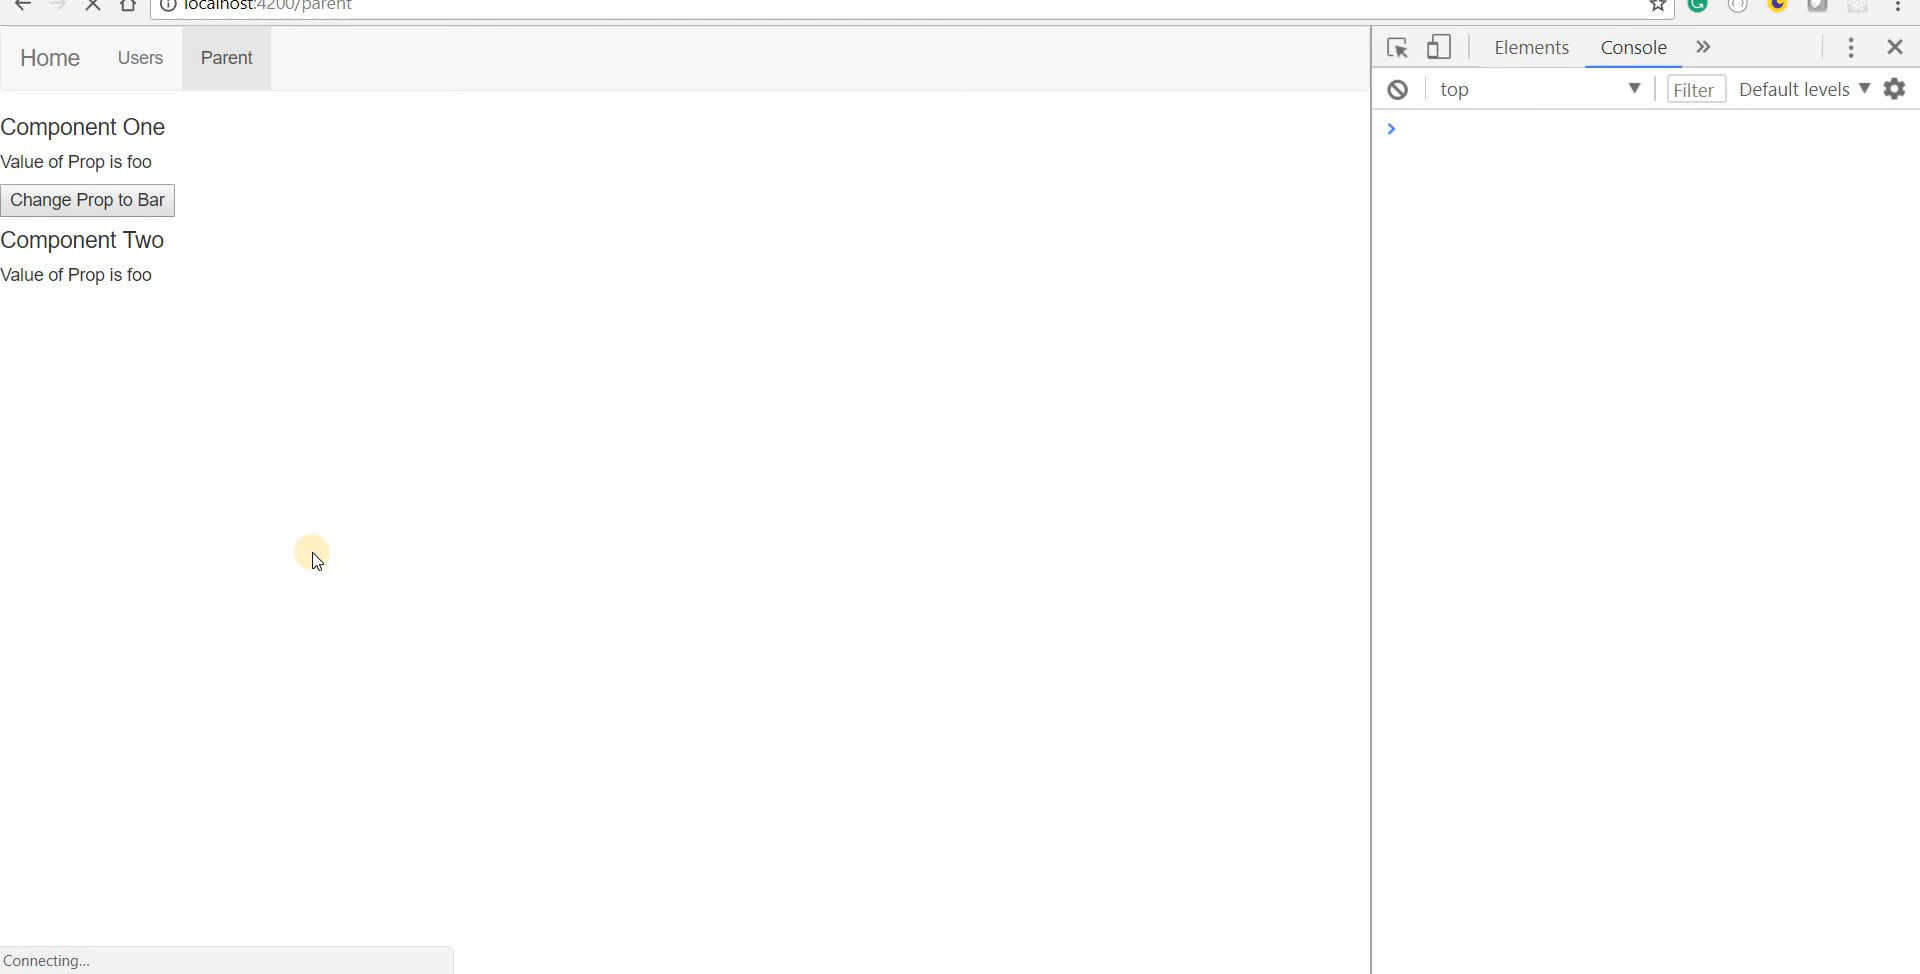 localhost:4200/parent
Home Users Parent
Elements Console
top Filter Default levels
Component One
Value of Prop is foo
Change Prop to Bar
Component Two
Value of Prop is foo
Connecting...